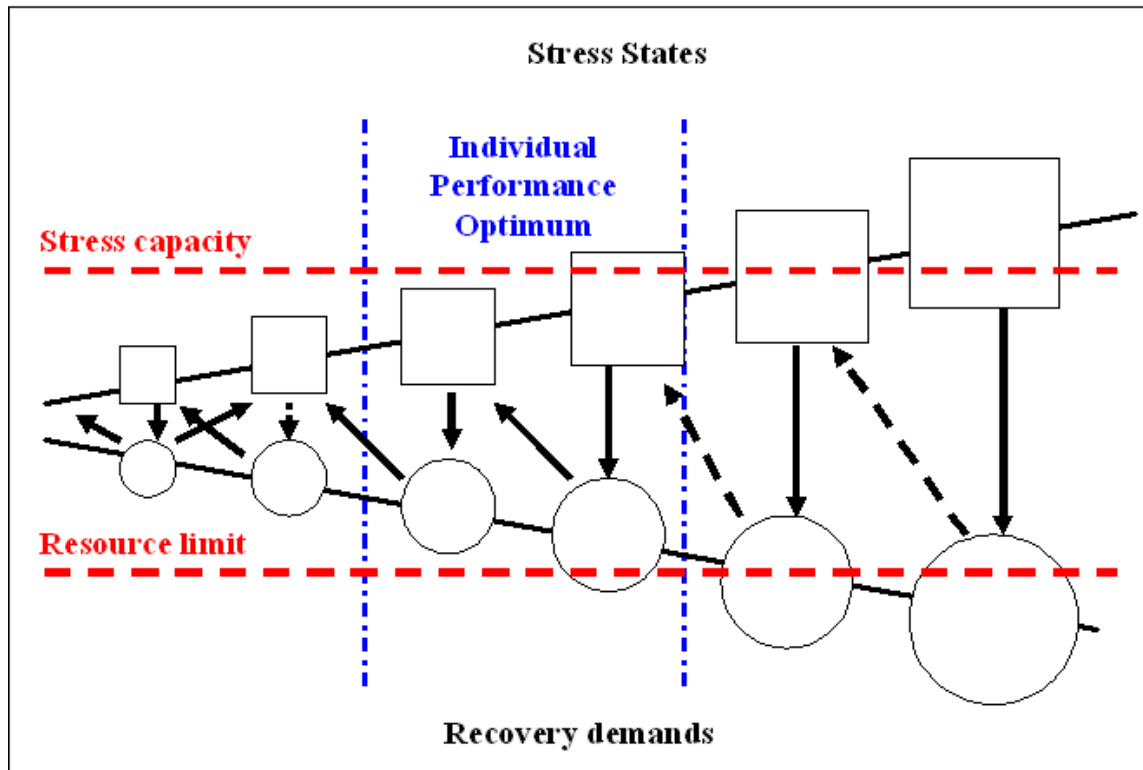 Stress States
Individual
Performance
Optimum
Stress capacity
Resource limit
Recovery demands